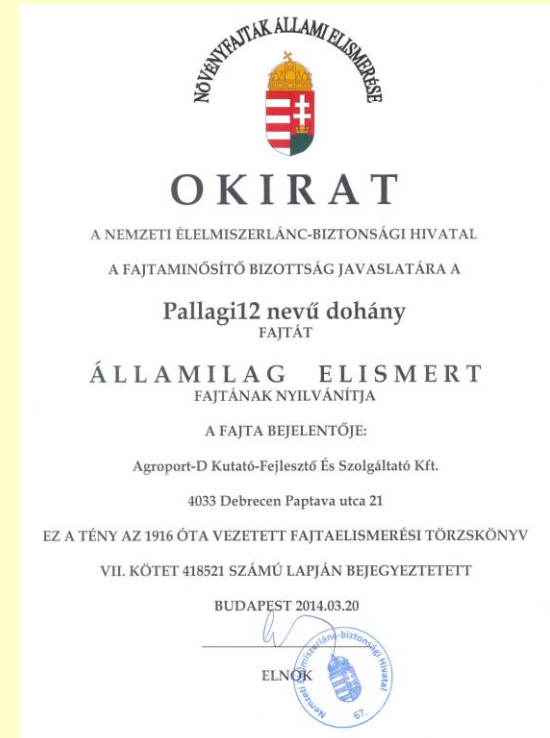 NÖVÉNYFAJTÁK ÁLLAMI ELISMERÉSE
OKIRAT
A NEMZETI ÉLELMISZERLÁNC-BIZTONSÁGI HIVATAL
A FAJTAMINŐSÍTŐ BIZOTTSÁG JAVASLATÁRA A
Pallagi12 nevű dohány
FAJTÁT
ÁLLAMILAG ELISMERT
FAJTÁNAK NYILVÁNÍTJA
A FAJTA BEJELENTŐJE:
Agroport-D Kutató-Fejlesztő És Szolgáltató Kft.
4033 Debrecen Paptava utca 21
EZ A TÉNY AZ 1916 ÓTA VEZETETT FAJTAELISMERÉSI TÖRZSKÖNYV
VII. KÖTET 418521 SZÁMÚ LAPJÁN BEJEGYEZTETETT
BUDAPEST 2014.03.20
ELNÖK
Nemzeti Élelmiszerlánc-biztonsági Hivatal
67.